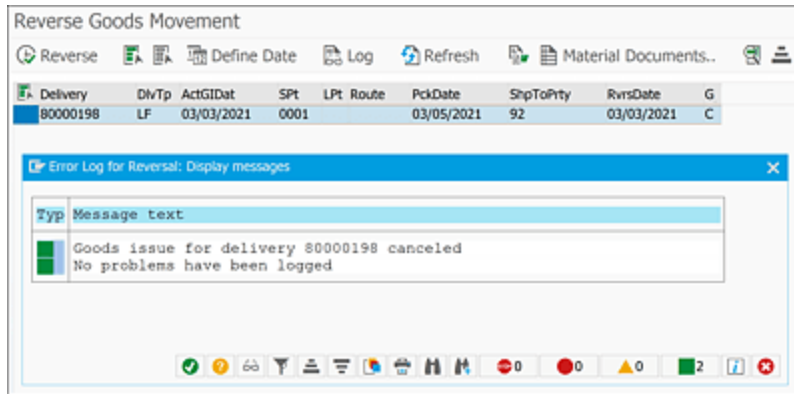 Reverse Goods Movement
Reverse Define Date Log Refresh Material Documents..
Delivery DlvTp ActGIDat SPt LPt Route PckDate ShpToPrty RvrsDate G
80000198 LF 03/03/2021 0001 03/05/2021 92 03/03/2021 C
Error Log for Reversal: Display messages
Typ Message text
Goods issue for delivery 80000198 canceled
No problems have been logged
0 0 0 2